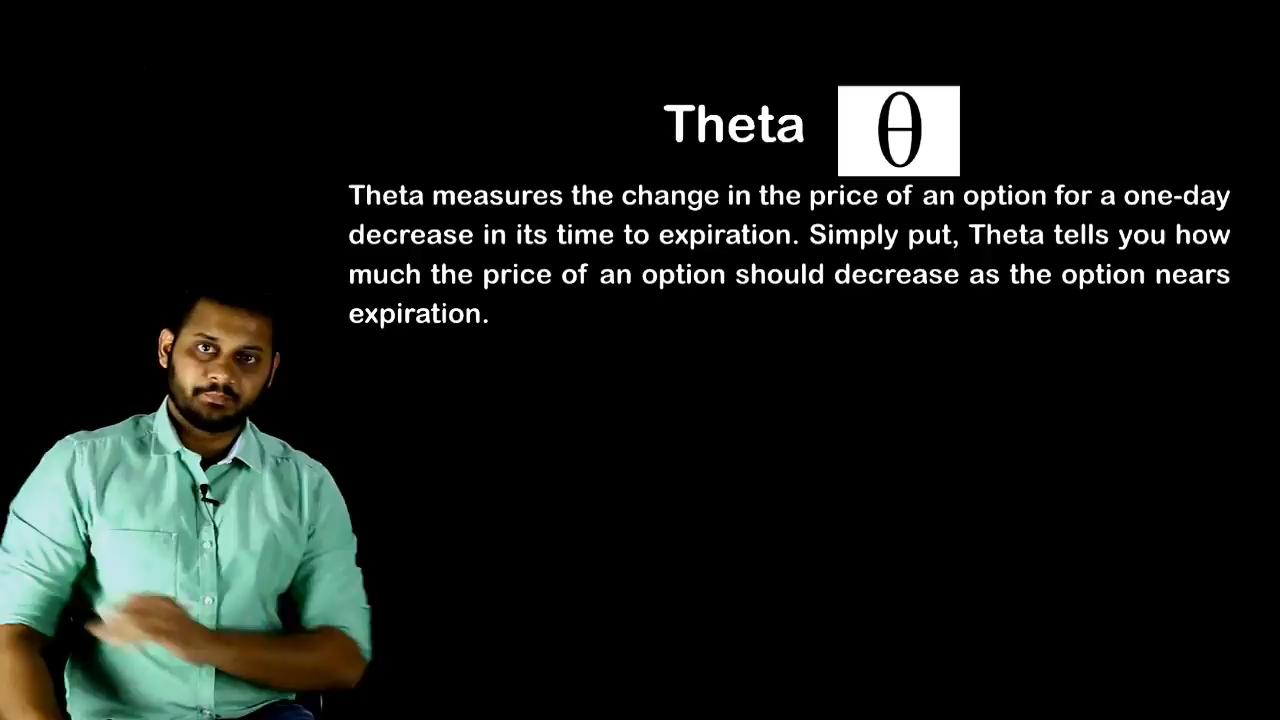 Theta θ
Theta measures the change in the price of an option for a one-day
decrease in its time to expiration. Simply put, Theta tells you how
much the price of an option should decrease as the option nears
expiration.